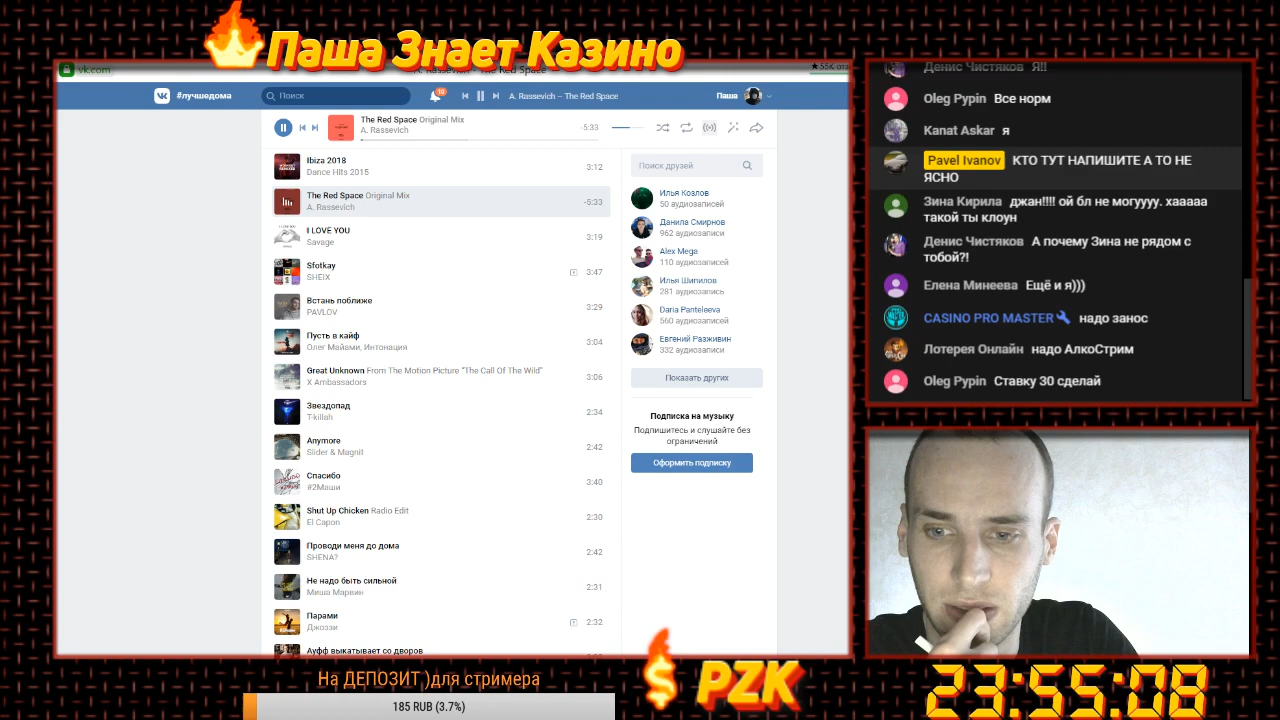 Паша Знает Казино
vk.com
A. Rassevich - The Red Space
#лучшедома
Поиск
10
A. Rassevich – The Red Space
Паша
The Red Space Original Mix
A. Rassevich
-5:33
Ibiza 2018
Dance Hits 2015
3:12
The Red Space Original Mix
A. Rassevich
-5:33
I LOVE YOU
Savage
3:19
Sfotkay
SHEIX
3:47
Встань поближе
PAVLOV
3:29
Пусть в кайф
Олег Майами, Интонация
3:04
Great Unknown From The Motion Picture "The Call Of The Wild"
X Ambassadors
3:06
Звездопад
T-killah
2:34
Anymore
Slider & Magnit
2:42
Спасибо
#2Маши
3:40
Shut Up Chicken Radio Edit
El Capon
2:30
Проводи меня до дома
SHENA?
2:42
Не надо быть сильной
Миша Марвин
2:31
Парами
Джоззи
2:32
Ауфф выкатывает со дворов
Поиск друзей
Илья Козлов
50 аудиозаписей
Данила Смирнов
962 аудиозаписи
Alex Mega
110 аудиозаписей
Илья Шипилов
281 аудиозапись
Daria Panteleeva
560 аудиозаписей
Евгений Разживин
332 аудиозаписи
Показать других
Подписка на музыку
Подпишитесь и слушайте без
ограничений
Оформить подписку
Денис Чистяков Я!!
Oleg Pypin Все норм
Kanat Askar я
Pavel Ivanov КТО ТУТ НАПИШИТЕ А ТО НЕ
ЯСНО
Зина Кирила джан!!!! ой бл не могуууу. хааааа
такой ты клоун
Денис Чистяков А почему Зина не рядом с
тобой?!
Елена Минеева Ещё и я)))
CASINO PRO MASTER надо занос
Лотерея Онлайн надо АлкоСтрим
Oleg Pypin Ставку 30 сделай
На ДЕПОЗИТ )для стримера
185 RUB (3.7%)
$ PZK
23:55:08